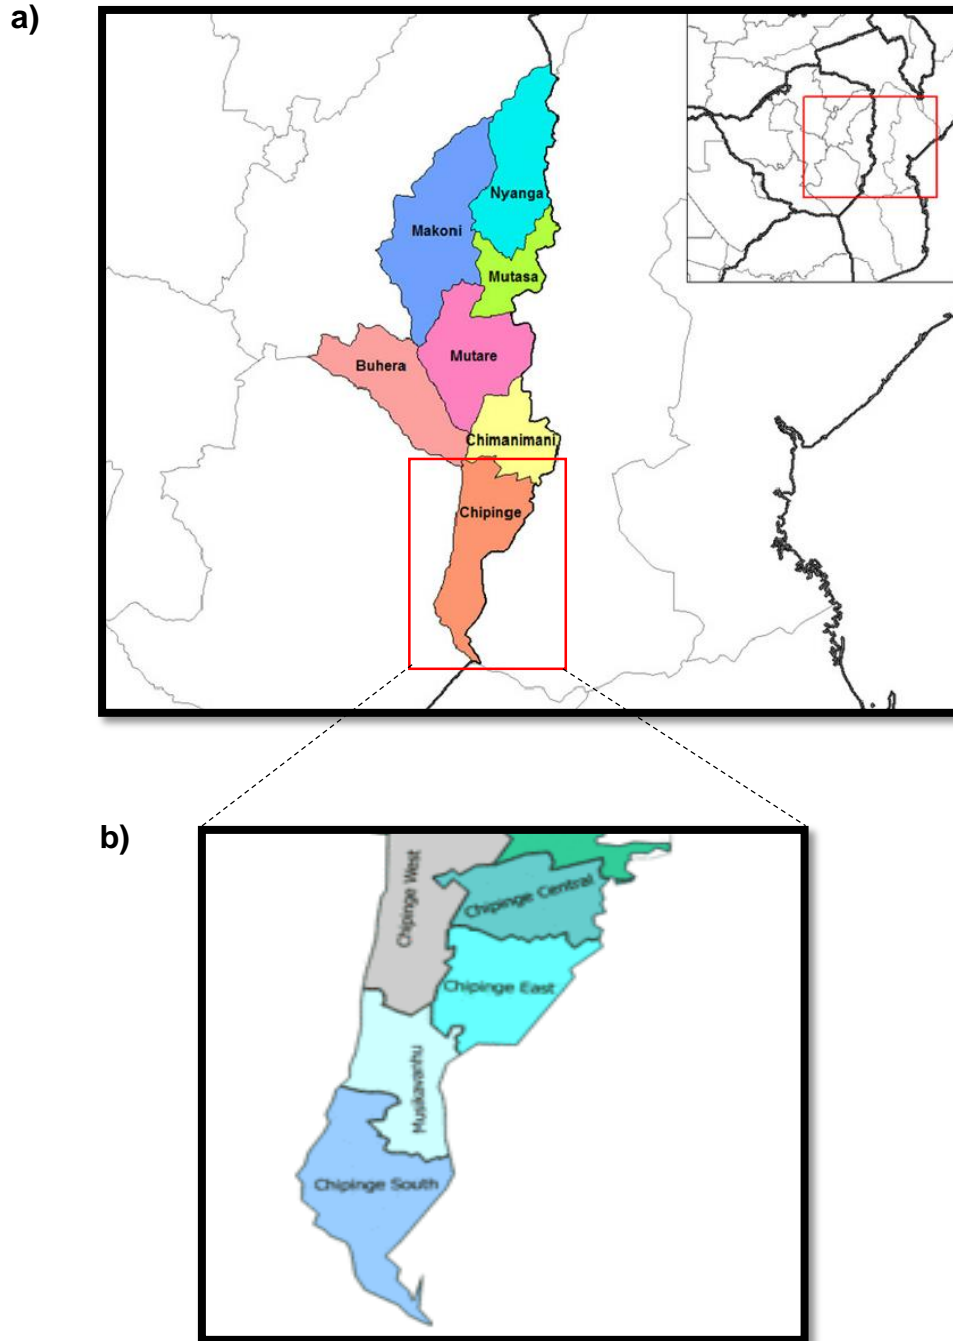 a)
Nyanga
Makoni
Mutasa
Mutare
Buhera
Chimanimani
Chipinge
b)
Chipinge West
Chipinge Central
Chipinge East
Musikavanhu
Chipinge South